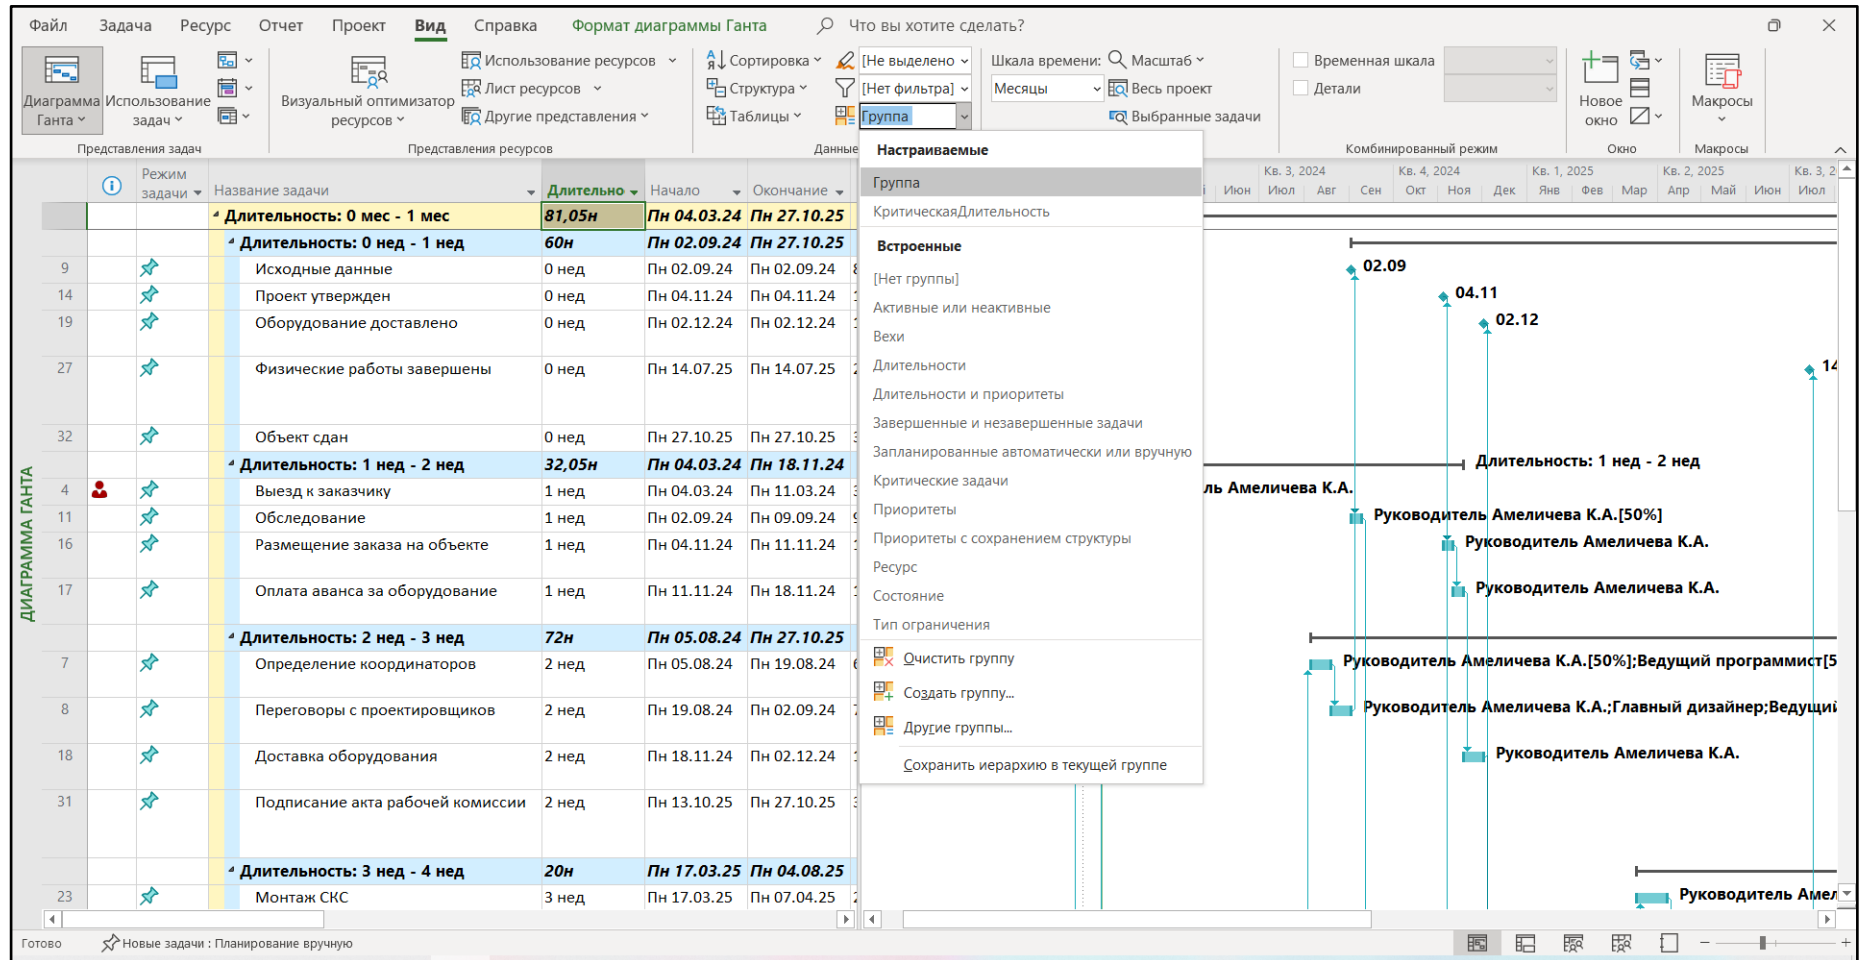 Файл Задача Ресурс Отчет Проект Вид Справка Формат диаграммы Ганта Что вы хотите сделать?
Диаграмма Ганта
Использование задач
Представления задач
Визуальный оптимизатор ресурсов
Использование ресурсов
Лист ресурсов
Другие представления
Представления ресурсов
Сортировка
Структура
Таблицы
[Не выделено
[Нет фильтра]
Группа
Данные
Шкала времени:
Месяцы
Масштаб
Весь проект
Выбранные задачи
Временная шкала
Детали
Комбинированный режим
Новое окно
Окно
Макросы
Макросы
Настраиваемые
Группа
КритическаяДлительность
Встроенные
[Нет группы]
Активные или неактивные
Вехи
Длительности
Длительности и приоритеты
Завершенные и незавершенные задачи
Запланированные автоматически или вручную
Критические задачи
Приоритеты
Приоритеты с сохранением структуры
Ресурс
Состояние
Тип ограничения
Очистить группу
Создать группу...
Другие группы...
Сохранить иерархию в текущей группе
Режим задачи Название задачи Длительно Начало Окончание
Длительность: 0 мес - 1 мес 81,05н Пн 04.03.24 Пн 27.10.25
Длительность: 0 нед - 1 нед 60н Пн 02.09.24 Пн 27.10.25
9 Исходные данные 0 нед Пн 02.09.24 Пн 02.09.24
14 Проект утвержден 0 нед Пн 04.11.24 Пн 04.11.24
19 Оборудование доставлено 0 нед Пн 02.12.24 Пн 02.12.24
27 Физические работы завершены 0 нед Пн 14.07.25 Пн 14.07.25
32 Объект сдан 0 нед Пн 27.10.25 Пн 27.10.25
Длительность: 1 нед - 2 нед 32,05н Пн 04.03.24 Пн 18.11.24
4 Выезд к заказчику 1 нед Пн 04.03.24 Пн 11.03.24
11 Обследование 1 нед Пн 02.09.24 Пн 09.09.24
16 Размещение заказа на объекте 1 нед Пн 04.11.24 Пн 11.11.24
17 Оплата аванса за оборудование 1 нед Пн 11.11.24 Пн 18.11.24
Длительность: 2 нед - 3 нед 72н Пн 05.08.24 Пн 27.10.25
7 Определение координаторов 2 нед Пн 05.08.24 Пн 19.08.24
8 Переговоры с проектировщиков 2 нед Пн 19.08.24 Пн 02.09.24
18 Доставка оборудования 2 нед Пн 18.11.24 Пн 02.12.24
31 Подписание акта рабочей комиссии 2 нед Пн 13.10.25 Пн 27.10.25
Длительность: 3 нед - 4 нед 20н Пн 17.03.25 Пн 04.08.25
23 Монтаж СКС 3 нед Пн 17.03.25 Пн 07.04.25
ДИАГРАММА ГАНТА
Кв. 3, 2024 Кв. 4, 2024 Кв. 1, 2025 Кв. 2, 2025 Кв. 3, 2
Июн Июл Авг Сен Окт Ноя Дек Янв Фев Мар Апр Май Июн Июл
02.09
04.11
02.12
14
Длительность: 1 нед - 2 нед
ль Амеличева К.А.
Руководитель Амеличева К.А.[50%]
Руководитель Амеличева К.А.
Руководитель Амеличева К.А.
Руководитель Амеличева К.А.[50%];Ведущий программист[5
Руководитель Амеличева К.А.;Главный дизайнер;Ведущий
Руководитель Амеличева К.А.
Руководитель Амел
Готово Новые задачи : Планирование вручную